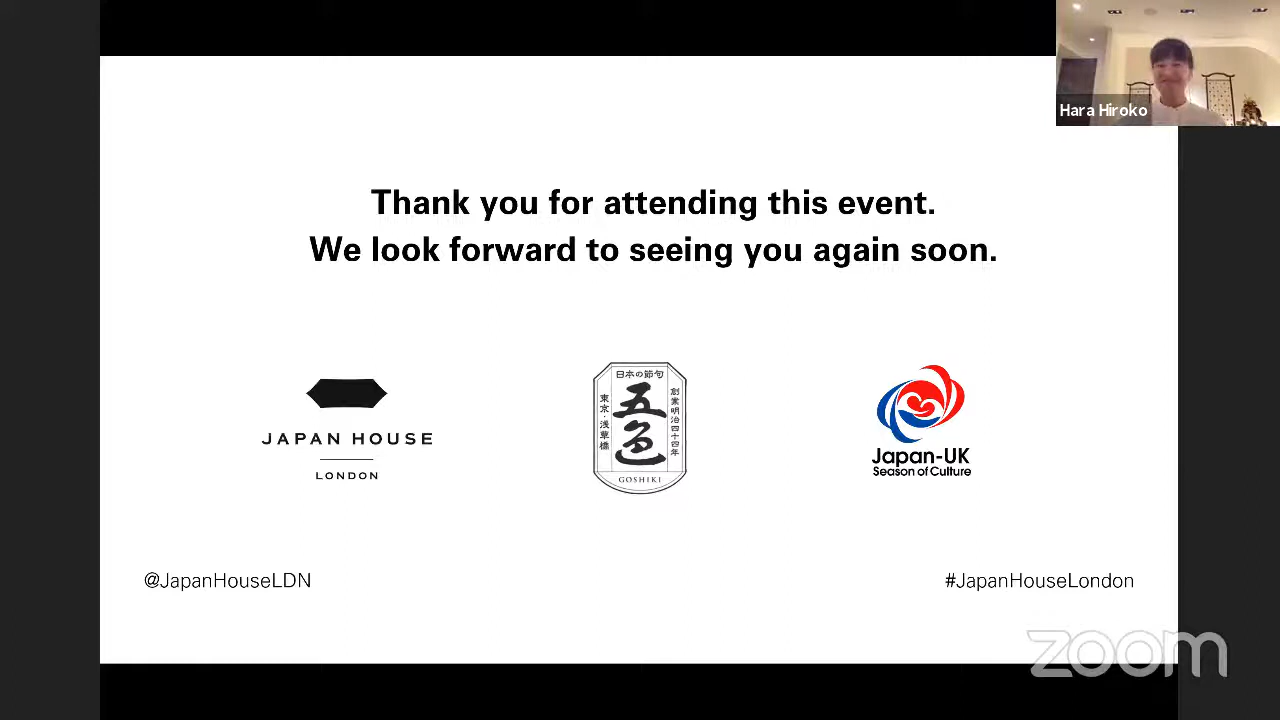 Hara Hiroko
Thank you for attending this event.
We look forward to seeing you again soon.
JAPAN HOUSE
LONDON
日本の節句
創業明治四十四年
五色
東京・浅草橋
GOSHIKI
Japan-UK
Season of Culture
@JapanHouseLDN
#JapanHouseLondon
zoom